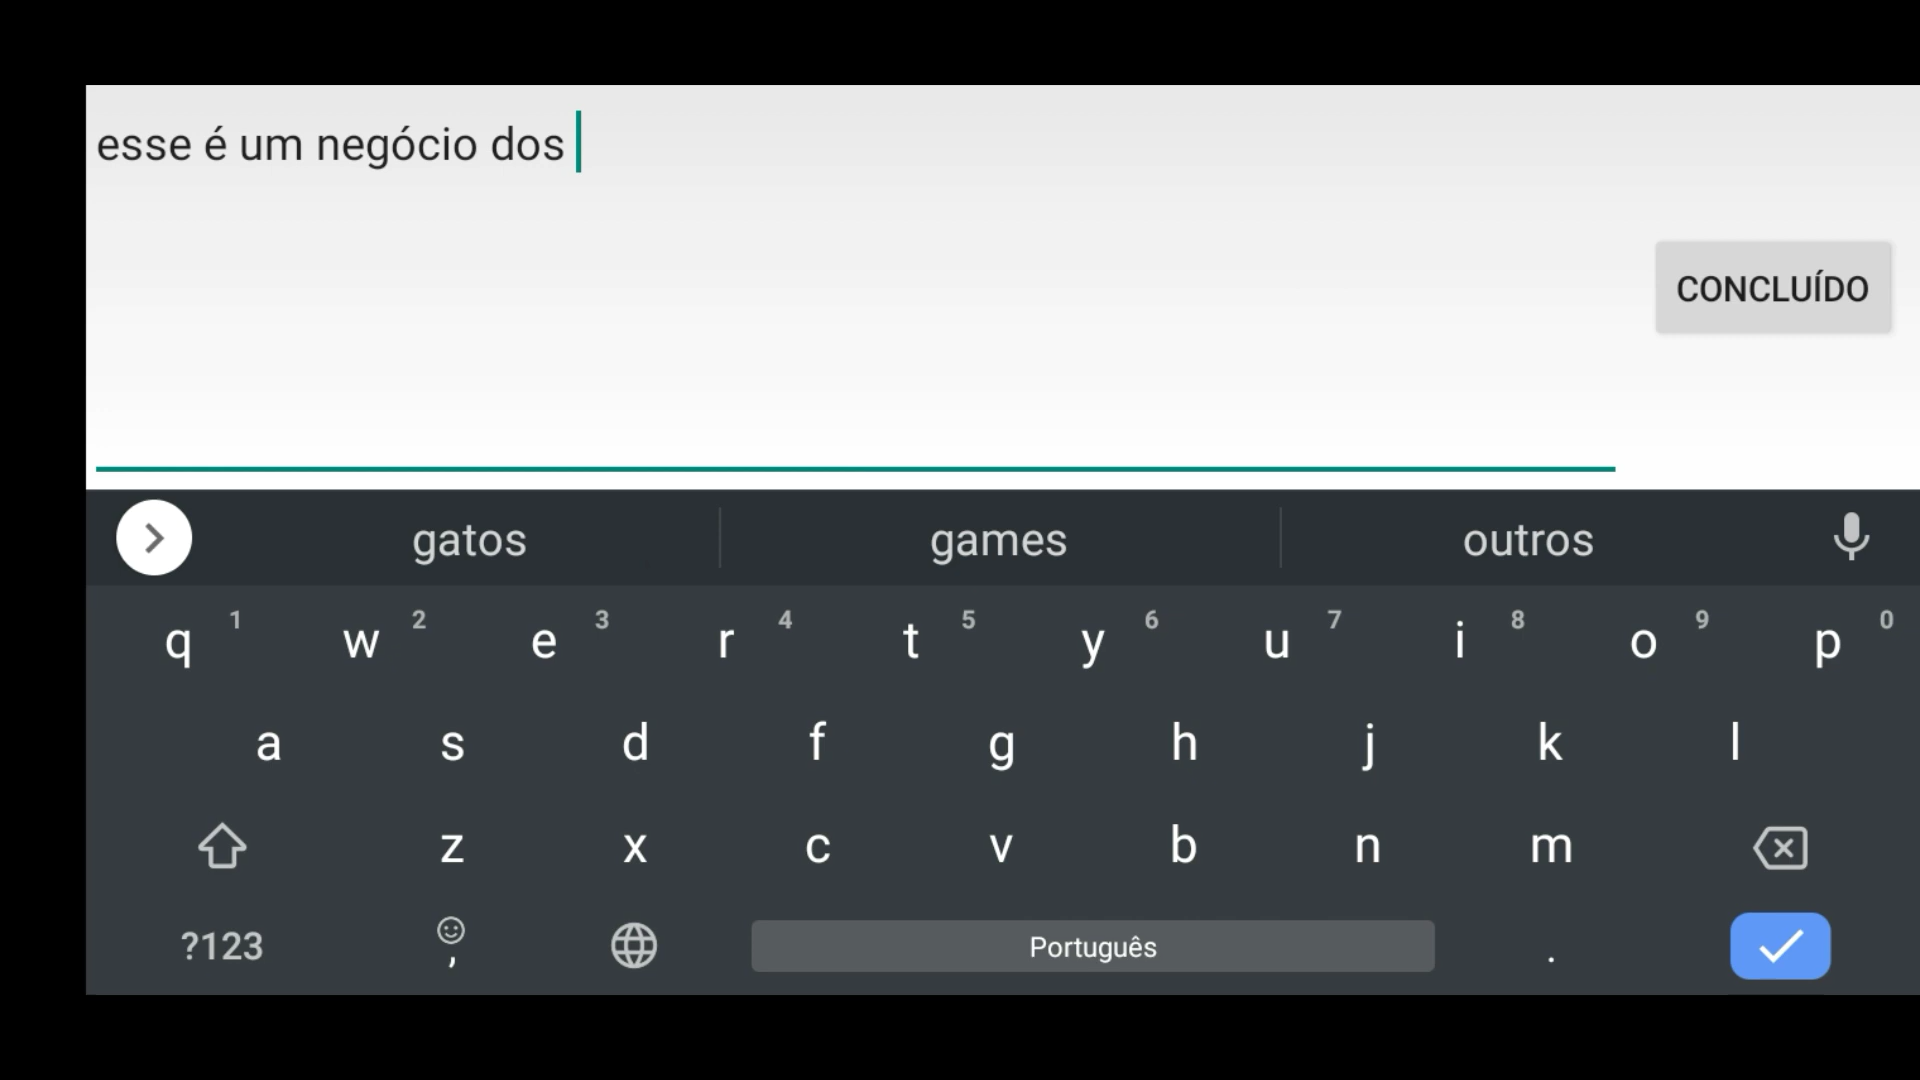 esse é um negócio dos
CONCLUÍDO
gatos games outros
q 1 w 2 e 3 r 4 t 5 y 6 u 7 i 8 o 9 p 0
a s d f g h j k l
z x c v b n m
?123 , Português .